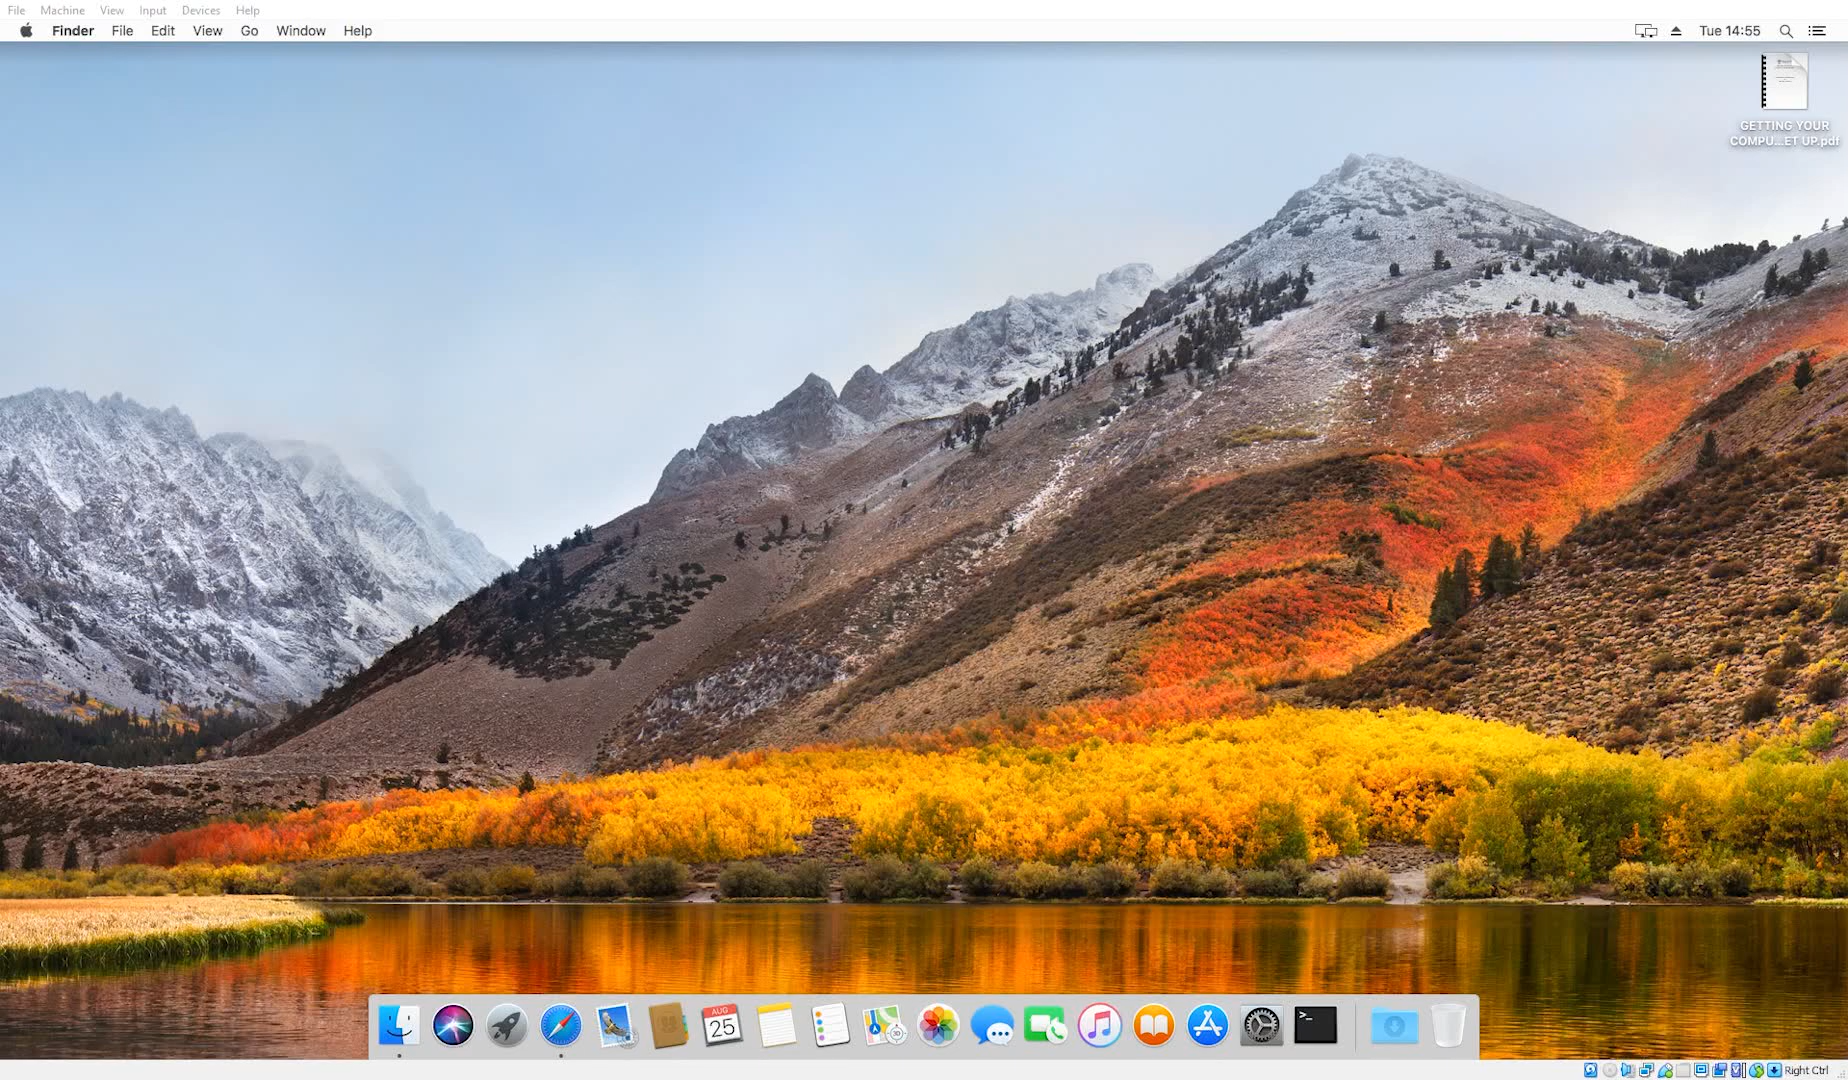 File Machine View Input Devices Help
Finder File Edit View Go Window Help Tue 14:55
GETTING YOUR
COMPU...ET UP.pdf
AUG
25
3D
>_
Right Ctrl